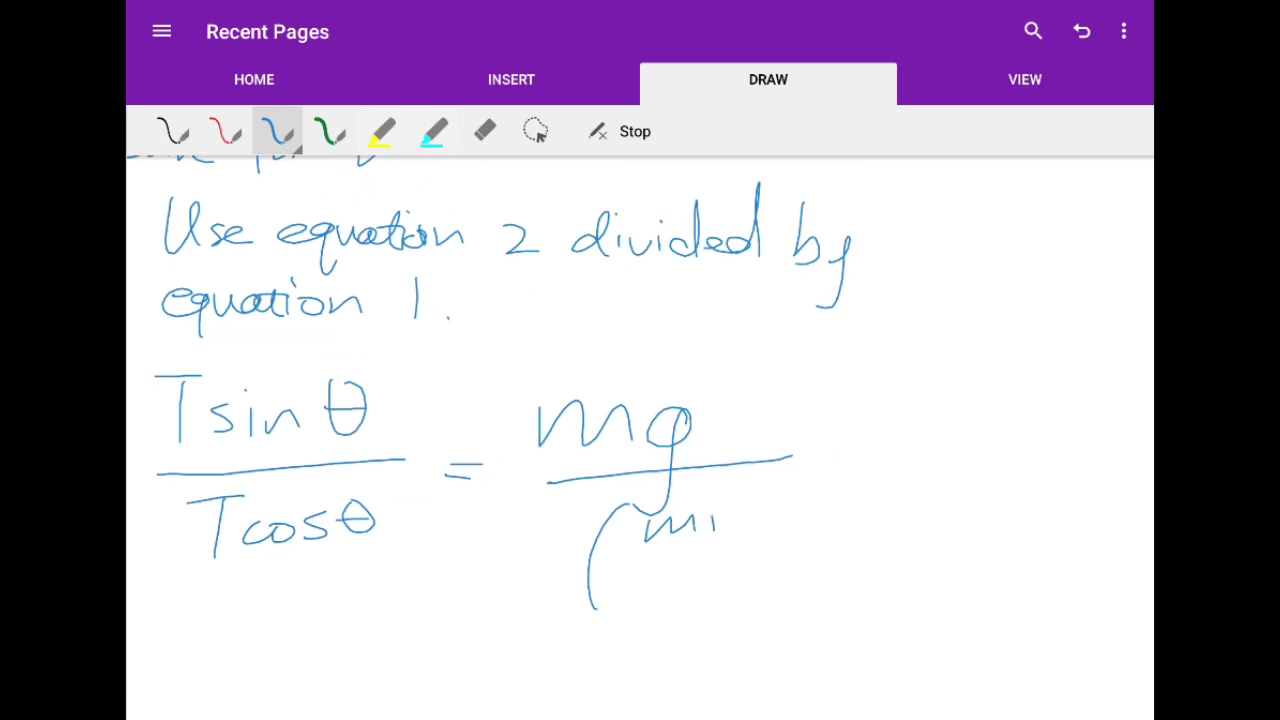 Recent Pages
HOME INSERT DRAW VIEW
Stop
Use equation 2 divided by
equation 1.
T sin θ / T cos θ = mg / (m